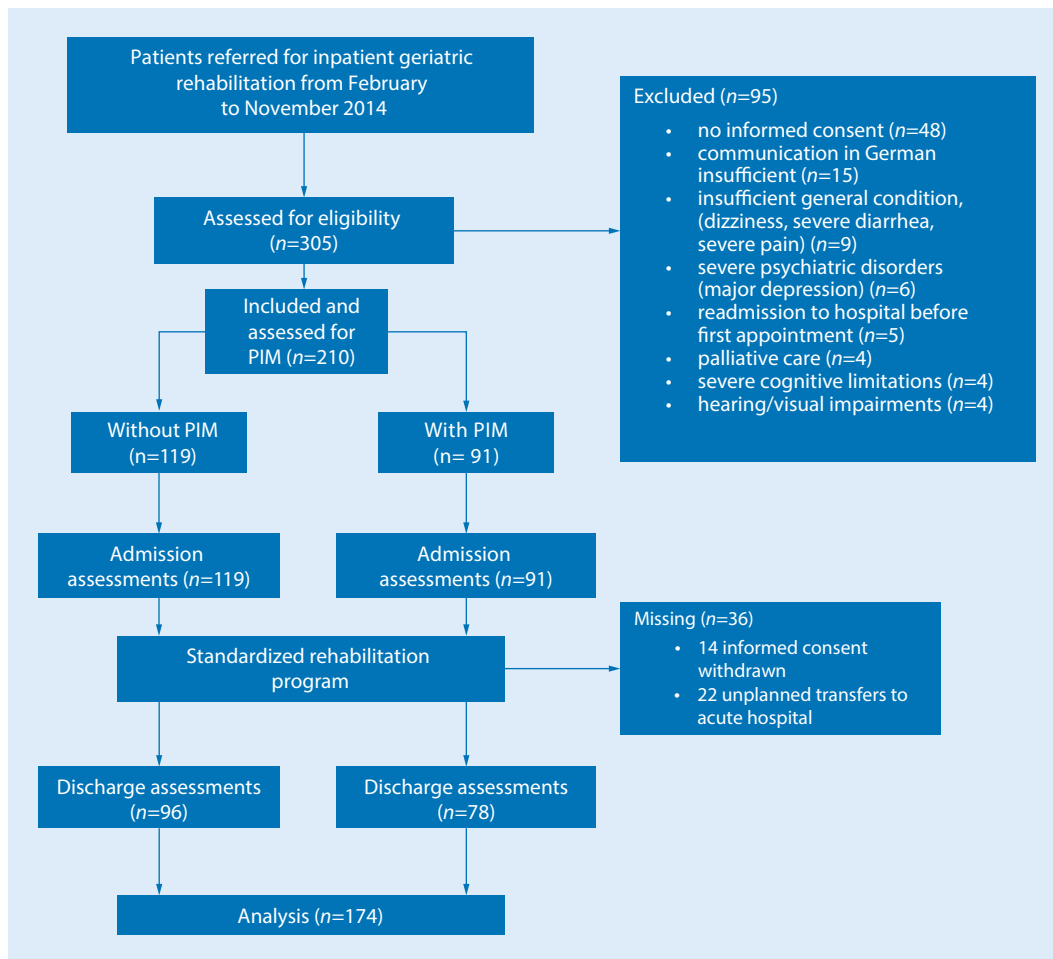 Patients referred for inpatient geriatric
rehabilitation from February
to November 2014
Excluded (n=95)
• no informed consent (n=48)
• communication in German
insufficient (n=15)
• insufficient general condition,
(dizziness, severe diarrhea,
severe pain) (n=9)
• severe psychiatric disorders
(major depression) (n=6)
• readmission to hospital before
first appointment (n=5)
• palliative care (n=4)
• severe cognitive limitations (n=4)
• hearing/visual impairments (n=4)
Assessed for eligibility
(n=305)
Included and
assessed for
PIM (n=210)
Without PIM
(n=119)
With PIM
(n= 91)
Admission
assessments (n=119)
Admission
assessments (n=91)
Standardized rehabilitation
program
Missing (n=36)
• 14 informed consent
withdrawn
• 22 unplanned transfers to
acute hospital
Discharge assessments
(n=96)
Discharge assessments
(n=78)
Analysis (n=174)